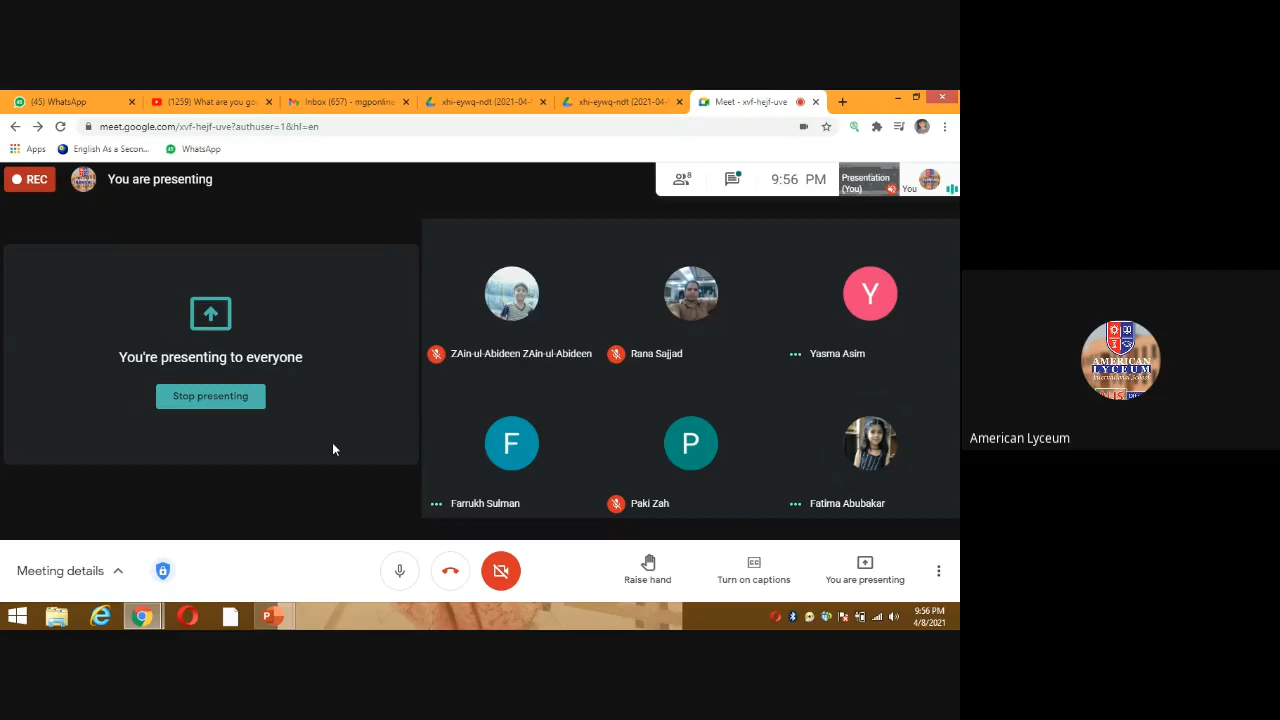 (45) WhatsApp
(1259) What are you go
Inbox (657) - mgponline
xhi-eywq-ndt (2021-04-
xhi-eywq-ndt (2021-04-
Meet - xvf-hejf-uve
meet.google.com/xvf-hejf-uve?authuser=1&hl=en
Apps
English As a Secon...
WhatsApp
REC
You are presenting
8
9:56 PM
Presentation
(You)
You
You're presenting to everyone
Stop presenting
Y
ZAin-ul-Abideen ZAin-ul-Abideen
Rana Sajjad
Yasma Asim
F
P
Farrukh Sulman
Paki Zah
Fatima Abubakar
AMERICAN
LYCEUM
International School
American Lyceum
Meeting details
Raise hand
Turn on captions
You are presenting
9:56 PM
4/8/2021